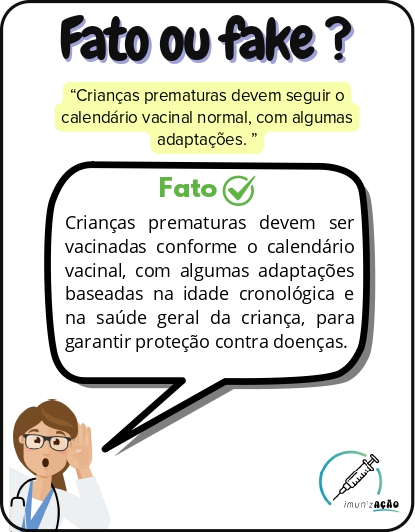 Fato ou fake ?
“Crianças prematuras devem seguir o
calendário vacinal normal, com algumas
adaptações. ”
Fato
Crianças prematuras devem ser
vacinadas conforme o calendário
vacinal, com algumas adaptações
baseadas na idade cronológica e
na saúde geral da criança, para
garantir proteção contra doenças.
imunizAÇÃO